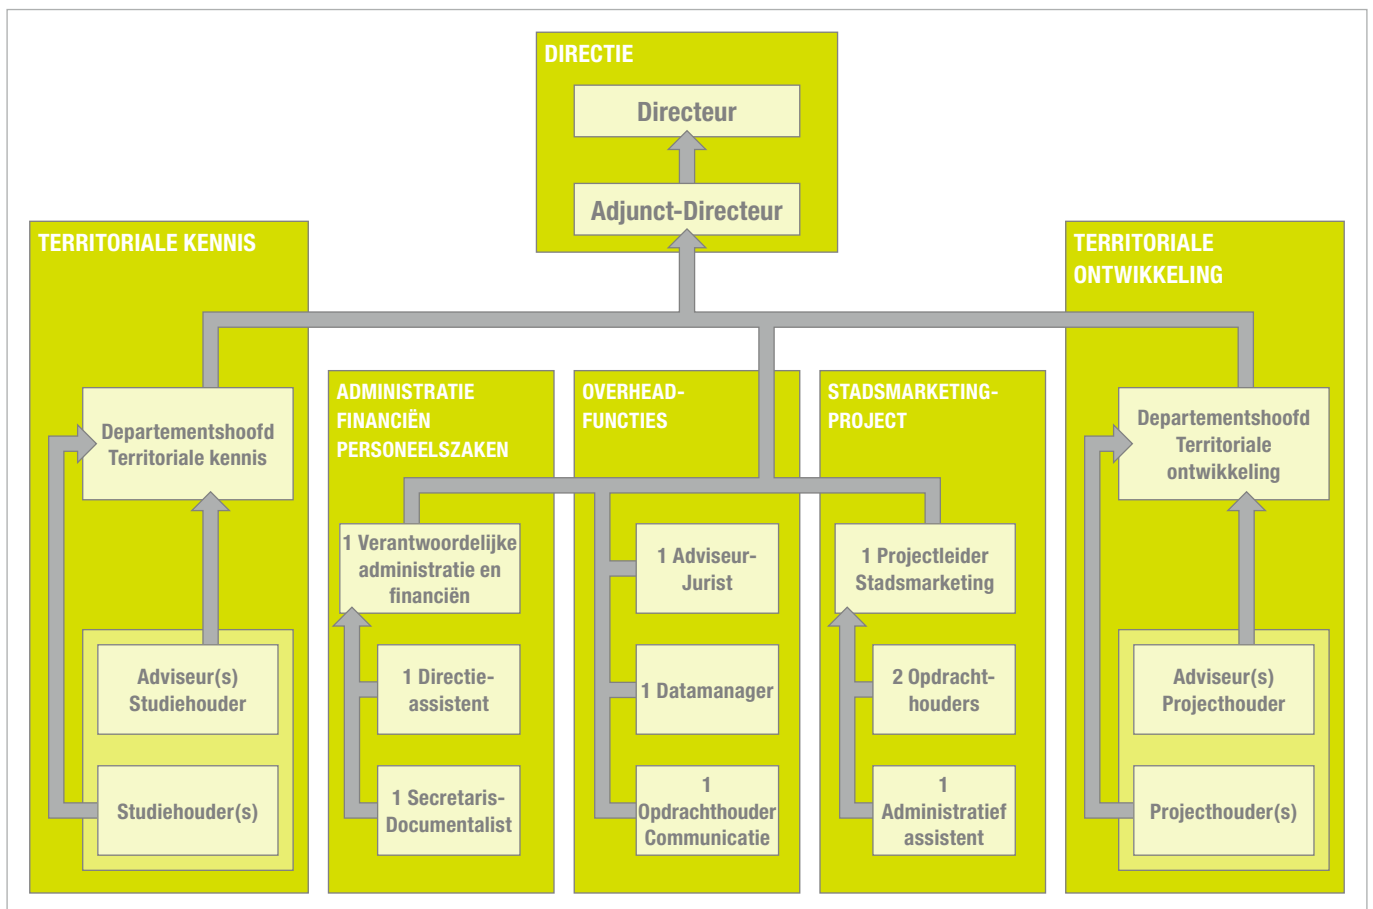 DIRECTIE
Directeur
Adjunct-Directeur
TERRITORIALE KENNIS
Departementshoofd
Territoriale kennis
Adviseur(s)
Studiehouder
Studiehouder(s)
ADMINISTRATIE
FINANCIËN
PERSONEELSZAKEN
1 Verantwoordelijke
administratie en
financiën
1 Directie-
assistent
1 Secretaris-
Documentalist
OVERHEAD-
FUNCTIES
1 Adviseur-
Jurist
1 Datamanager
1
Opdrachthouder
Communicatie
STADSMARKETING-
PROJECT
1 Projectleider
Stadsmarketing
2 Opdracht-
houders
1
Administratief
assistent
TERRITORIALE
ONTWIKKELING
Departementshoofd
Territoriale
ontwikkeling
Adviseur(s)
Projecthouder
Projecthouder(s)